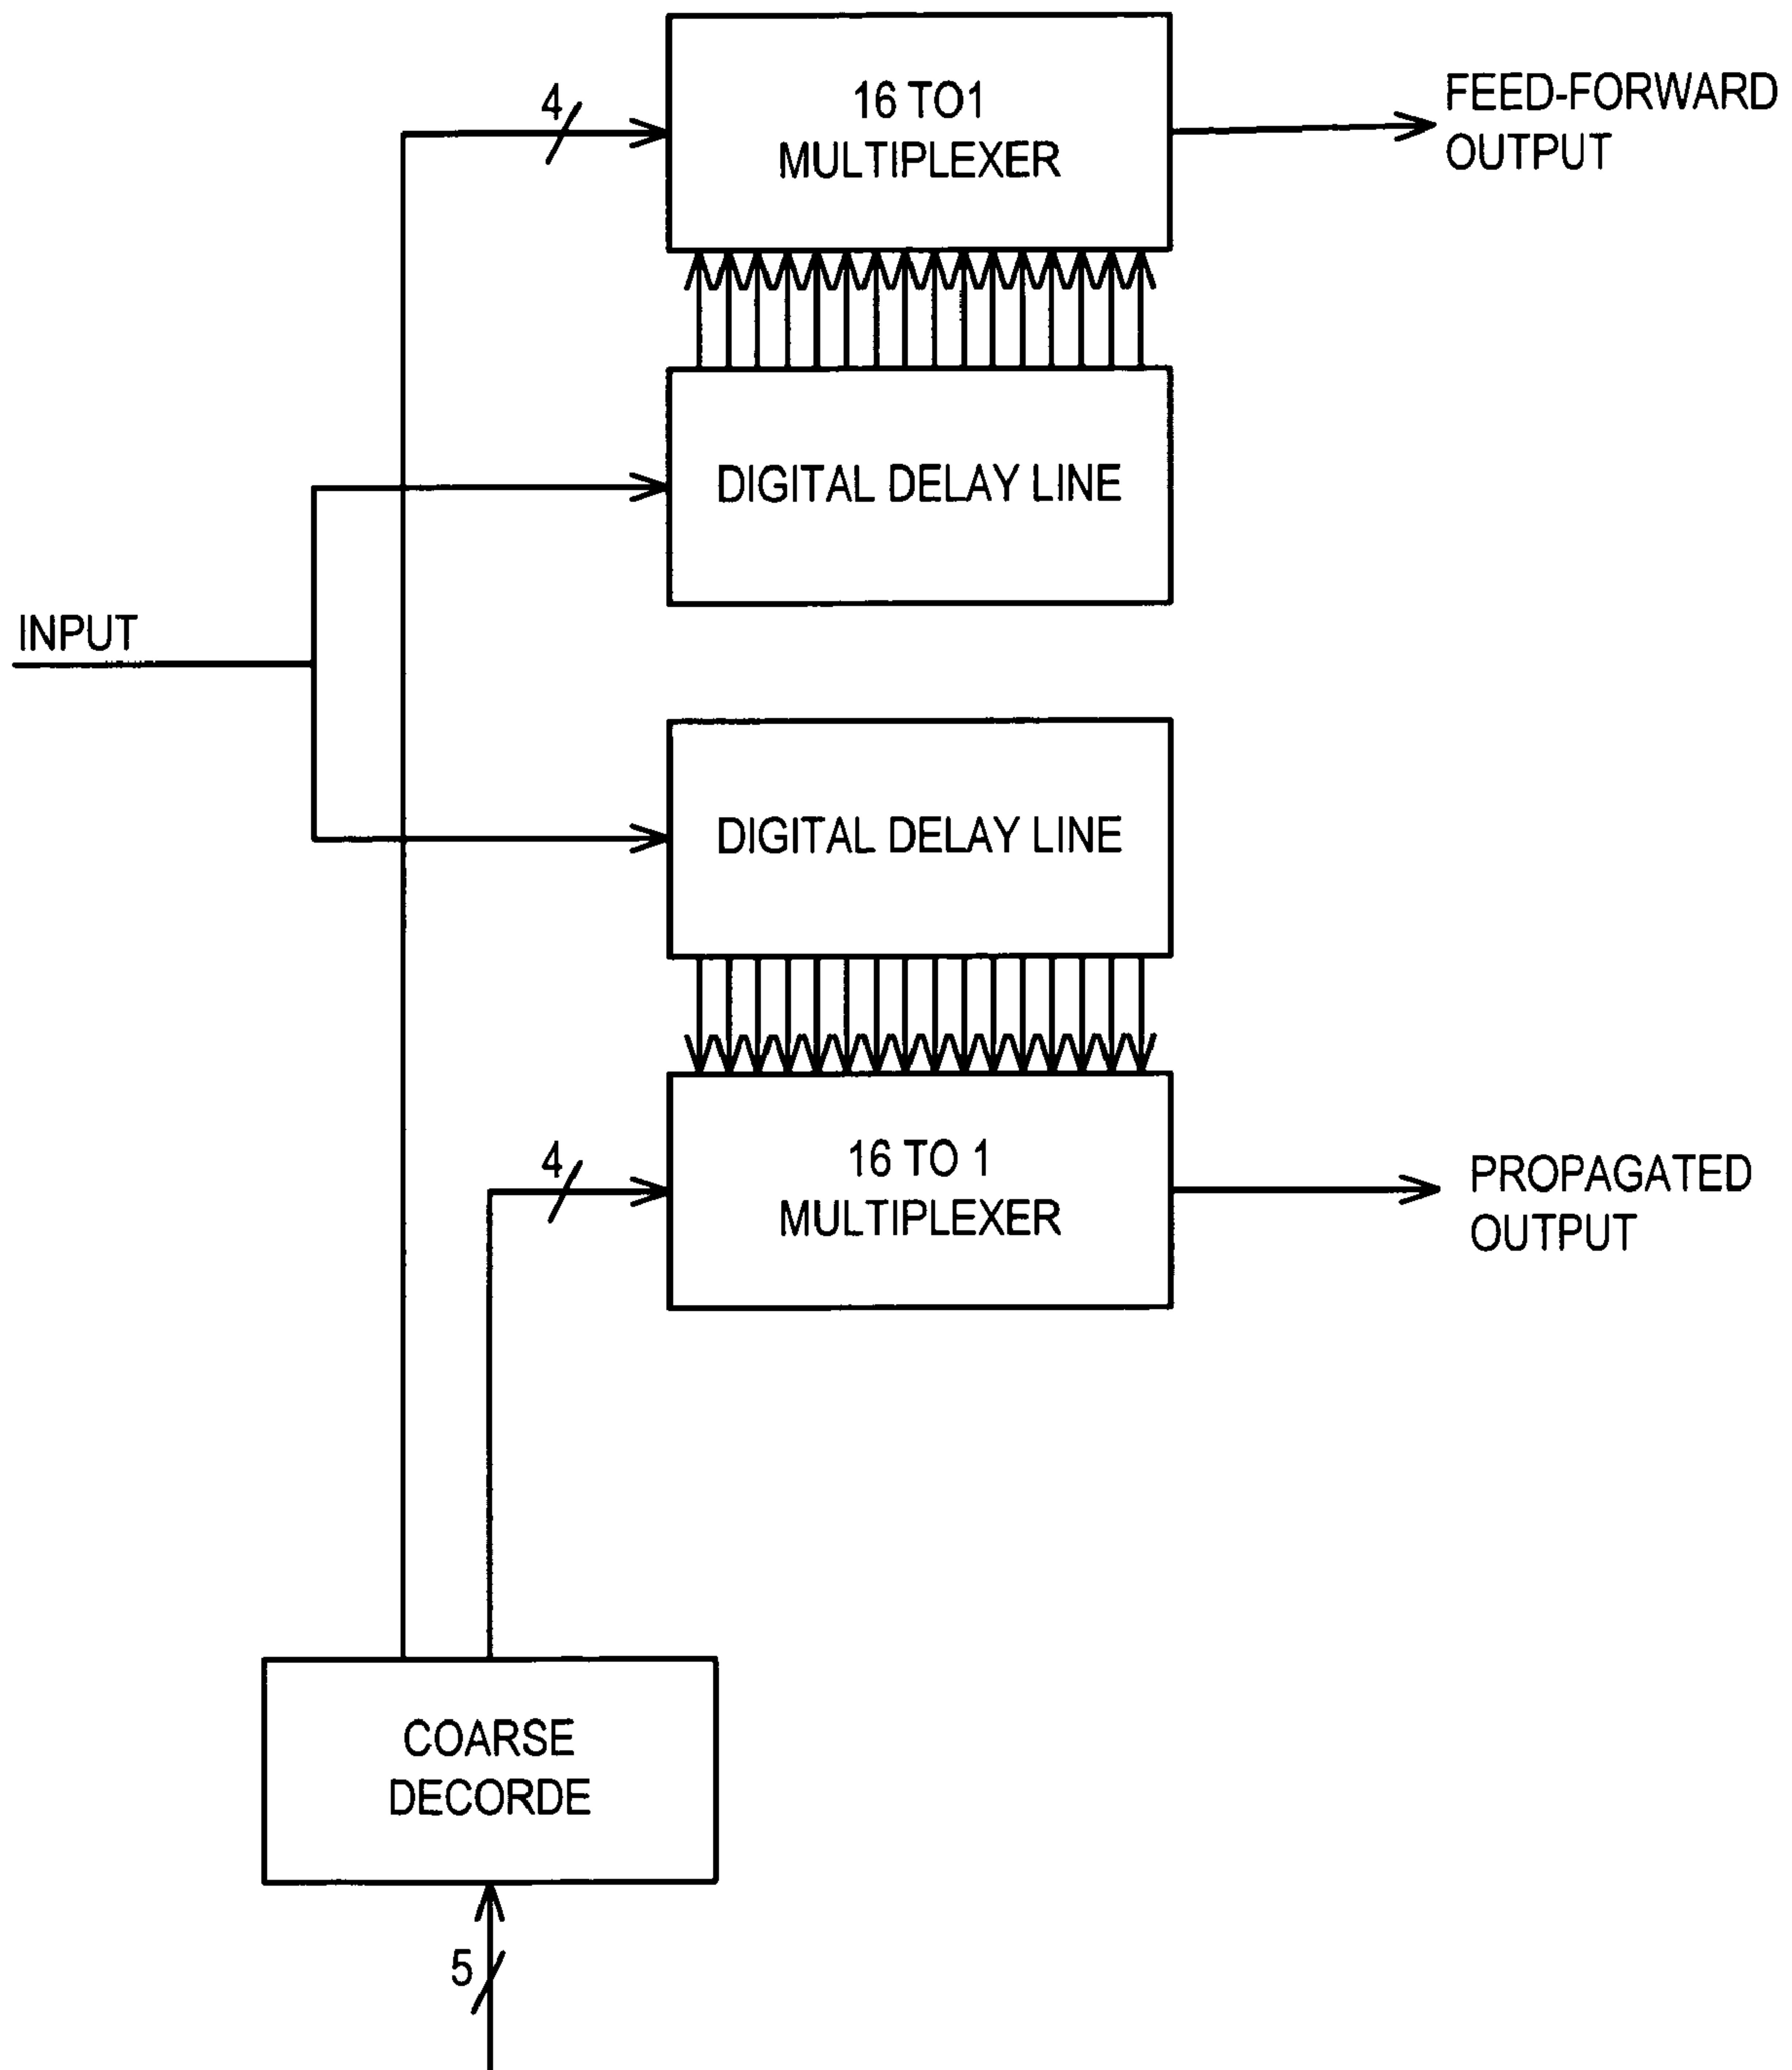 4
16 TO1
MULTIPLEXER
FEED-FORWARD
OUTPUT
DIGITAL DELAY LINE
INPUT
DIGITAL DELAY LINE
4
16 TO 1
MULTIPLEXER
PROPAGATED
OUTPUT
COARSE
DECORDE
5